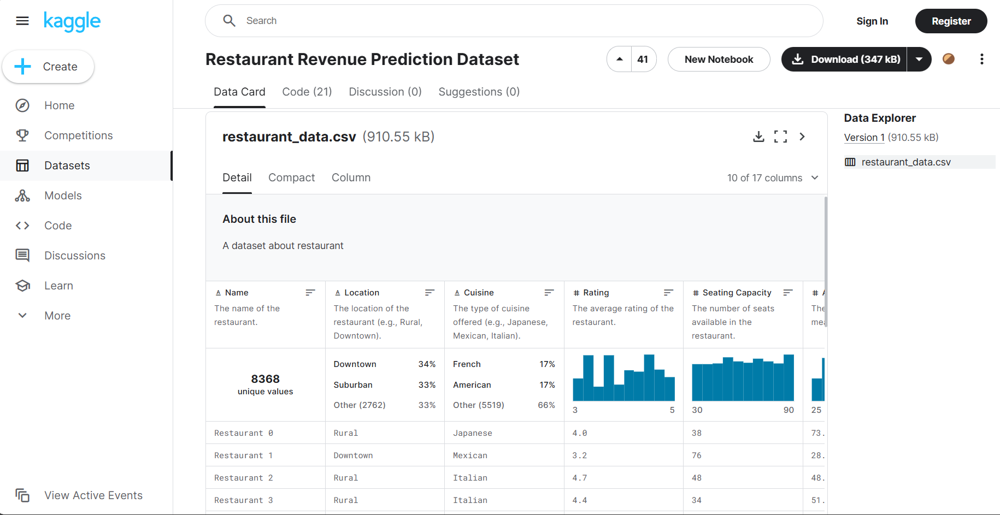 kaggle
Search
Sign In
Register
Create
Home
Competitions
Datasets
Models
Code
Discussions
Learn
More
View Active Events
Restaurant Revenue Prediction Dataset
41
New Notebook
Download (347 kB)
Data Card
Code (21)
Discussion (0)
Suggestions (0)
restaurant_data.csv (910.55 kB)
Detail
Compact
Column
10 of 17 columns
About this file
A dataset about restaurant
Name
The name of the
restaurant.
8368
unique values
Location
The location of the
restaurant (e.g., Rural,
Downtown).
Downtown 34%
Suburban 33%
Other (2762) 33%
Cuisine
The type of cuisine
offered (e.g., Japanese,
Mexican, Italian).
French 17%
American 17%
Other (5519) 66%
# Rating
The average rating of the
restaurant.
3 5
# Seating Capacity
The number of seats
available in the
restaurant.
30 90
#
The
25
Restaurant 0 Rural Japanese 4.0 38 73.
Restaurant 1 Downtown Mexican 3.2 76 28.
Restaurant 2 Rural Italian 4.7 48 48.
Restaurant 3 Rural Italian 4.4 34 51.
Data Explorer
Version 1 (910.55 kB)
restaurant_data.csv